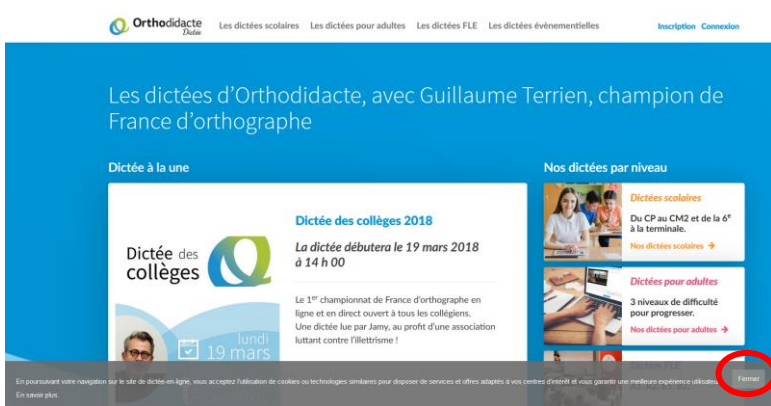 Orthodidacte
Dictée
Les dictées scolaires Les dictées pour adultes Les dictées FLE Les dictées évènementielles
Inscription Connexion
Les dictées d'Orthodidacte, avec Guillaume Terrien, champion de
France d'orthographe
Dictée à la une
Dictée des
collèges
lundi
19 mars
Dictée des collèges 2018
La dictée débutera le 19 mars 2018
à 14 h 00
Le 1er championnat de France d'orthographe en
ligne et en direct ouvert à tous les collégiens.
Une dictée lue par Jamy, au profit d'une association
luttant contre l'illettrisme !
Nos dictées par niveau
Dictées scolaires
Du CP au CM2 et de la 6e
à la terminale.
Nos dictées scolaires →
Dictées pour adultes
3 niveaux de difficulté
pour progresser.
Nos dictées pour adultes →
Dictées FLE
En poursuivant votre navigation sur le site de dictée-en-ligne, vous acceptez l'utilisation de cookies ou technologies similaires pour disposer de services et offres adaptés à vos centres d'intérêt et vous garantir une meilleure expérience utilisateur.
En savoir plus.
Fermer